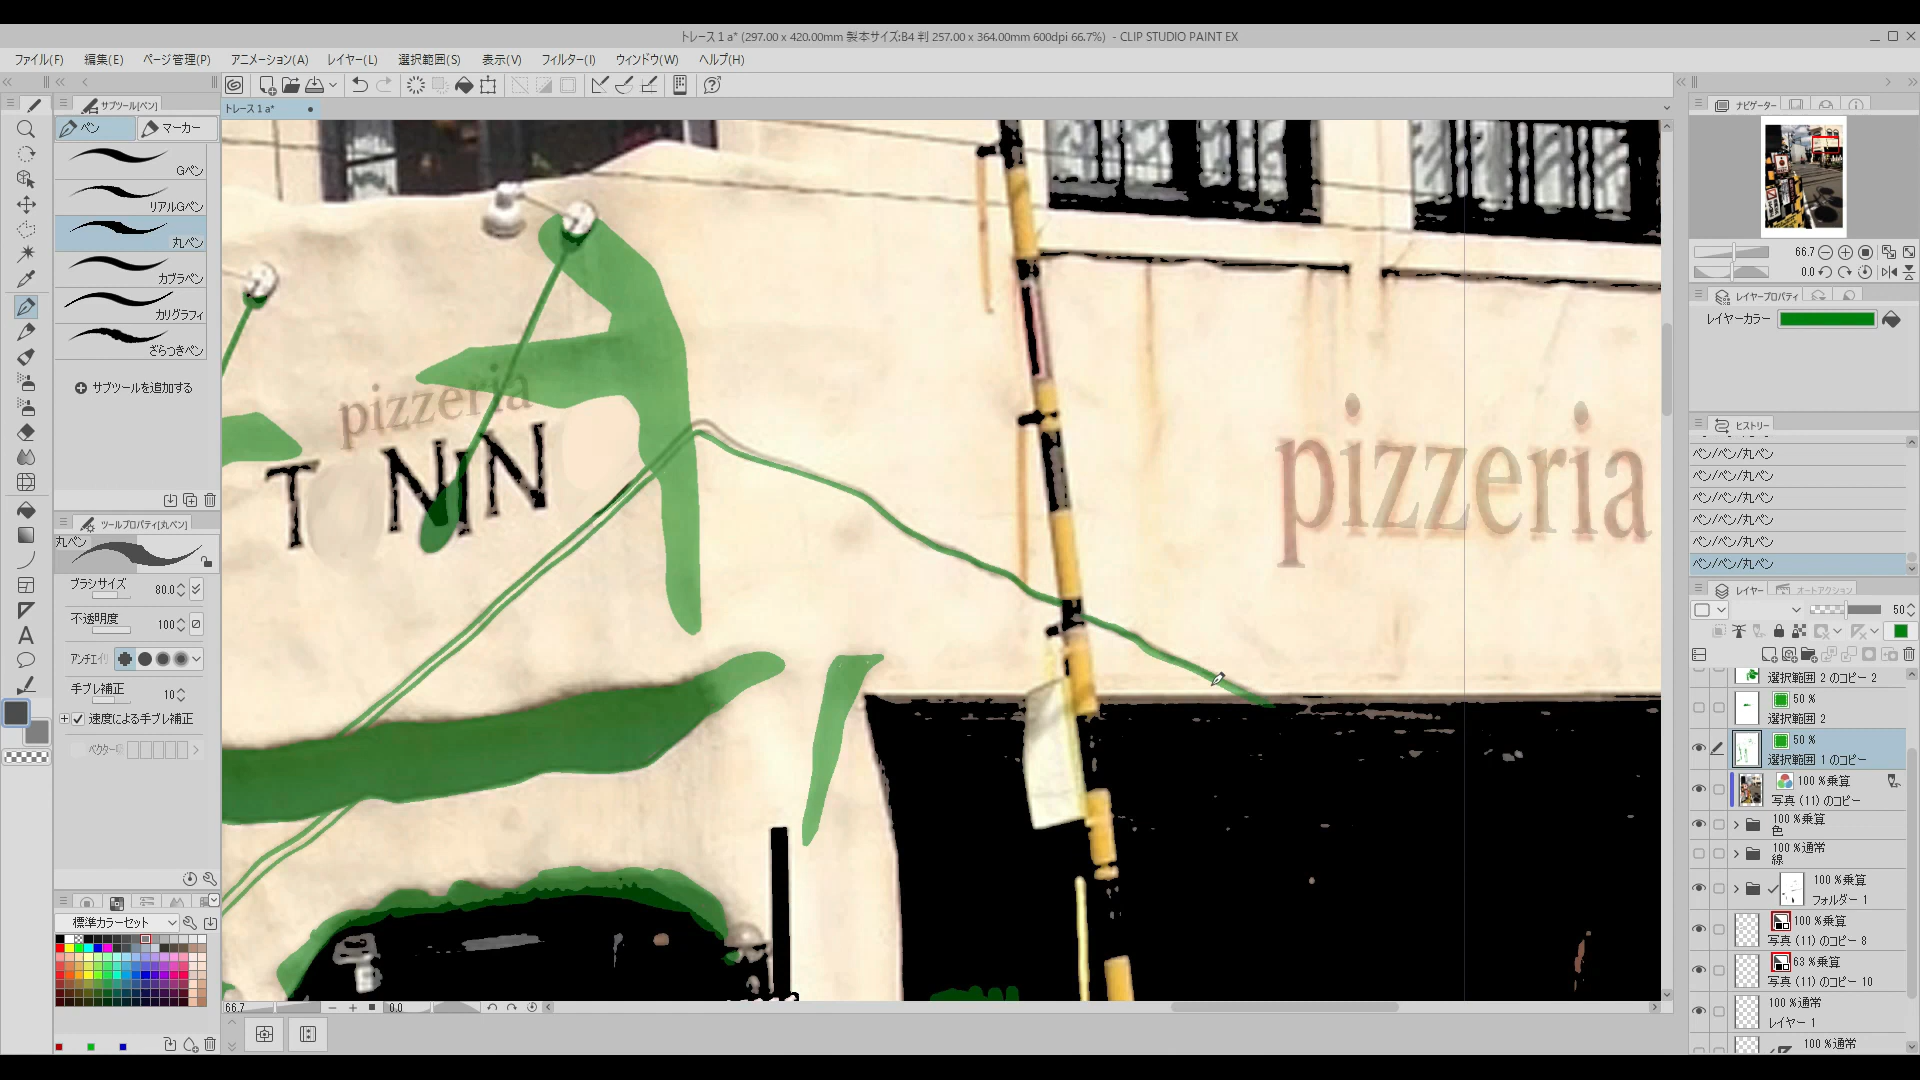 トレース 1 a* (297.00 x 420.00mm 製本サイズ:B4 判 257.00 x 364.00mm 600dpi 66.7%) - CLIP STUDIO PAINT EX
ファイル(F) 編集(E) ページ管理(P) アニメーション(A) レイヤー(L) 選択範囲(S) 表示(V) フィルター(I) ウィンドウ(W) ヘルプ(H)
サブツール[ペン]
トレース 1 a*
ナビゲーター
ペン
マーカー
Gペン
リアルGペン
丸ペン
カブラペン
カリグラフィ
ざらつきペン
サブツールを追加する
66.7
0.0
レイヤープロパティ
レイヤーカラー
pizzeria
T NIN
pizzeria
ヒストリー
ペン/ペン/丸ペン
ペン/ペン/丸ペン
ペン/ペン/丸ペン
ペン/ペン/丸ペン
ペン/ペン/丸ペン
ペン/ペン/丸ペン
ツールプロパティ[丸ペン]
丸ペン
ブラシサイズ 80.0
不透明度 100
アンチエイリ
手ブレ補正 10
速度による手ブレ補正
レイヤー
オートアクション
50
選択範囲 2 のコピー 2
50 %
選択範囲 2
50 %
選択範囲 1 のコピー
100 %乗算
写真 (11) のコピー
100 %乗算
色
100 %通常
線
100 %乗算
フォルダー 1
100 %乗算
写真 (11) のコピー 8
63 %乗算
写真 (11) のコピー 10
100 %通常
レイヤー 1
100 %通常
標準カラーセット
66.7
0.0